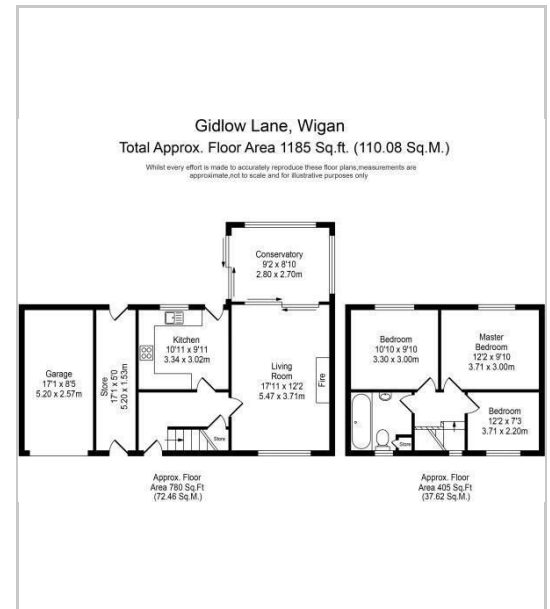 Gidlow Lane, Wigan
Total Approx. Floor Area 1185 Sq.ft. (110.08 Sq.M.)
Whilst every effort is made to accurately reproduce these floor plans,measurements are
approximate,not to scale and for illustrative purposes only
Conservatory
9'2 x 8'10
2.80 x 2.70m
Garage
17'1 x 8'5
5.20 x 2.57m
Store
17'1 x 5'0
5.20 x 1.53m
Kitchen
10'11 x 9'11
3.34 x 3.02m
Living
Room
17'11 x 12'2
5.47 x 3.71m
Fire
Store
Approx. Floor
Area 780 Sq.Ft
(72.46 Sq.M.)
Bedroom
10'10 x 9'10
3.30 x 3.00m
Master
Bedroom
12'2 x 9'10
3.71 x 3.00m
Bedroom
12'2 x 7'3
3.71 x 2.20m
Store
Approx. Floor
Area 405 Sq.Ft
(37.62 Sq.M.)